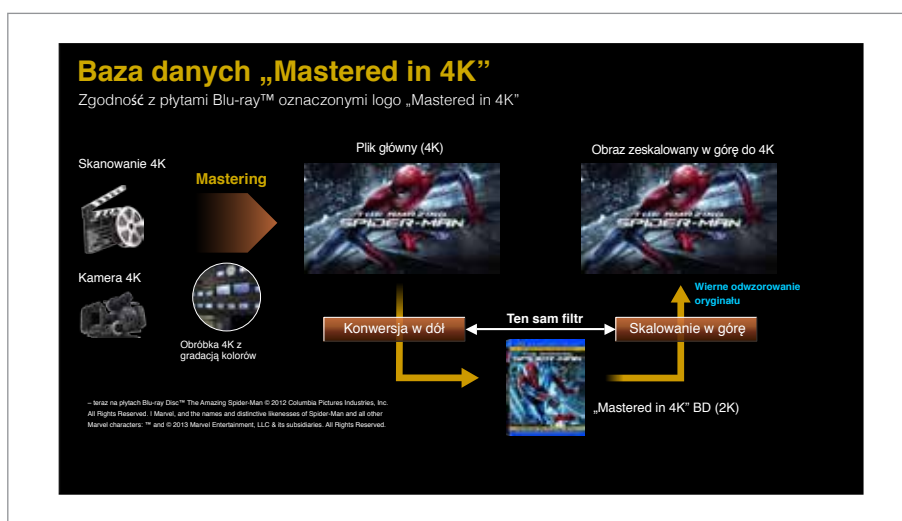 Baza danych „Mastered in 4K”
Zgodność z płytami Blu-ray™ oznaczonymi logo „Mastered in 4K”
Skanowanie 4K
Mastering
Plik główny (4K)
Obraz zeskalowany w górę do 4K
SPIDER-MAN
SPIDER-MAN
Kamera 4K
Obróbka 4K z
gradacją kolorów
Wierne odwzorowanie
oryginału
Konwersja w dół
Ten sam filtr
Skalowanie w górę
„Mastered in 4K” BD (2K)
– teraz na płytach Blu-ray Disc™ The Amazing Spider-Man © 2012 Columbia Pictures Industries, Inc.
All Rights Reserved. I Marvel, and the names and distinctive likenesses of Spider-Man and all other
Marvel characters: ™ and © 2013 Marvel Entertainment, LLC & its subsidiaries. All Rights Reserved.